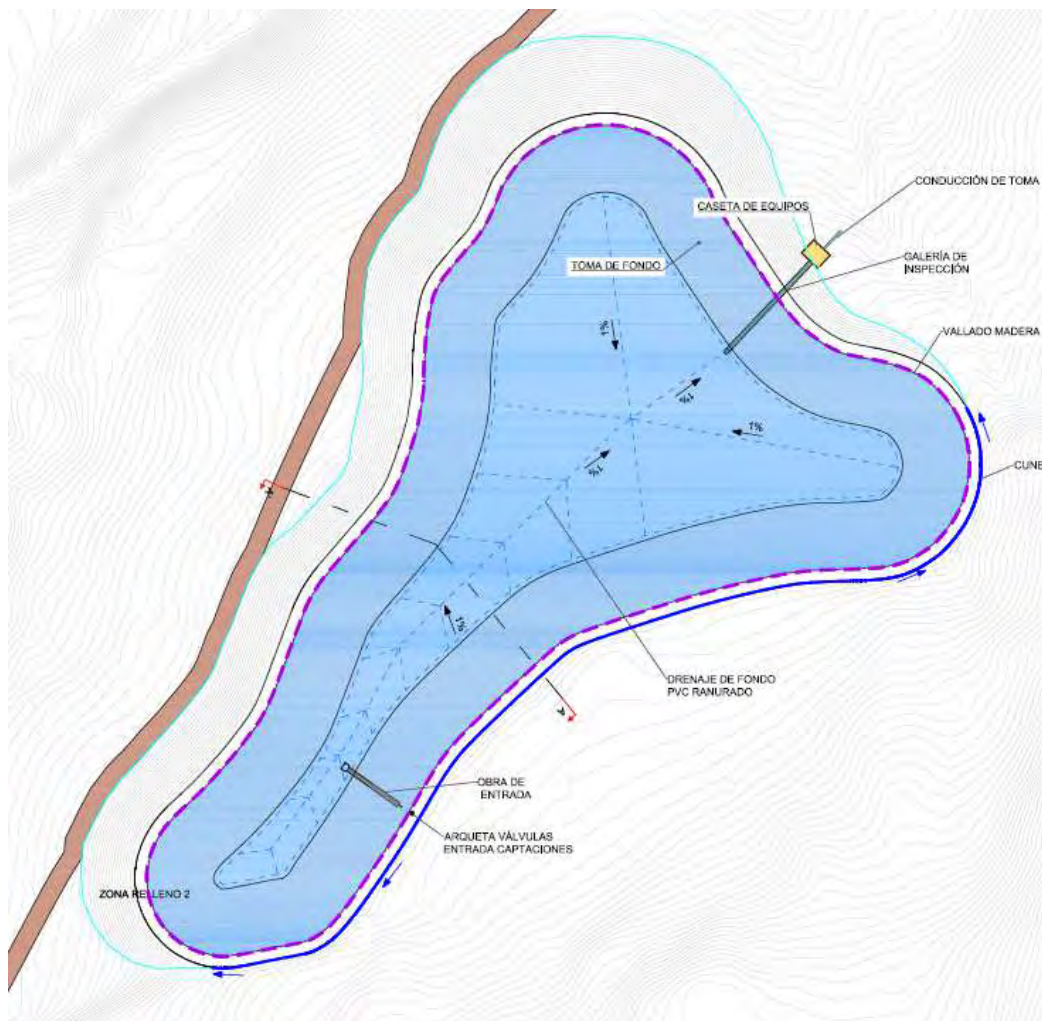 CONDUCCIÓN DE TOMA
CASETA DE EQUIPOS
GALERÍA DE
INSPECCIÓN
TOMA DE FONDO
VALLADO MADERA
1%
1%
1%
1%
CUNE
A
1%
DRENAJE DE FONDO
PVC RANURADO
A
OBRA DE
ENTRADA
ARQUETA VÁLVULAS
ENTRADA CAPTACIONES
ZONA RELLENO 2